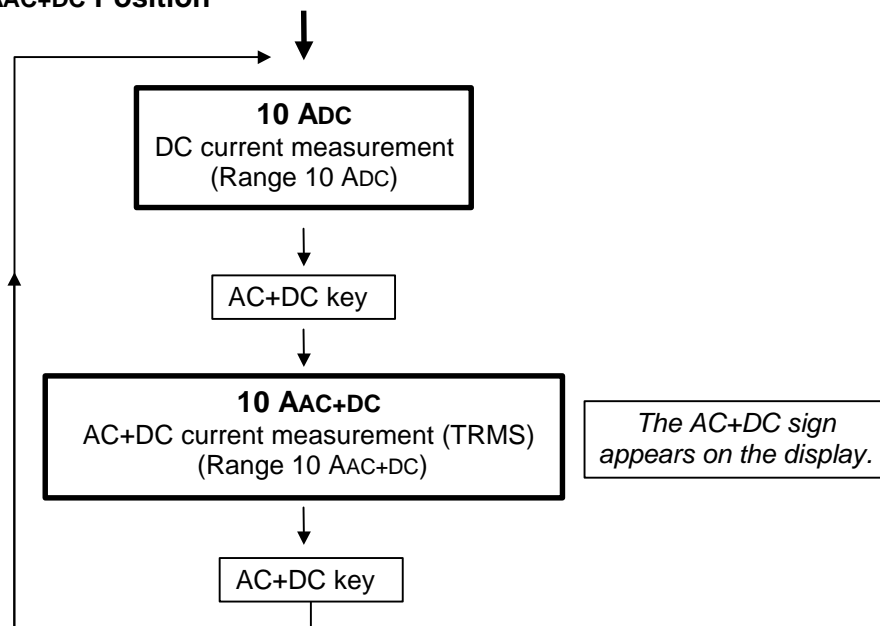 AAC+DC Position
10 ADC
DC current measurement
(Range 10 ADC)
AC+DC key
10 AAC+DC
AC+DC current measurement (TRMS)
(Range 10 AAC+DC)
The AC+DC sign
appears on the display.
AC+DC key